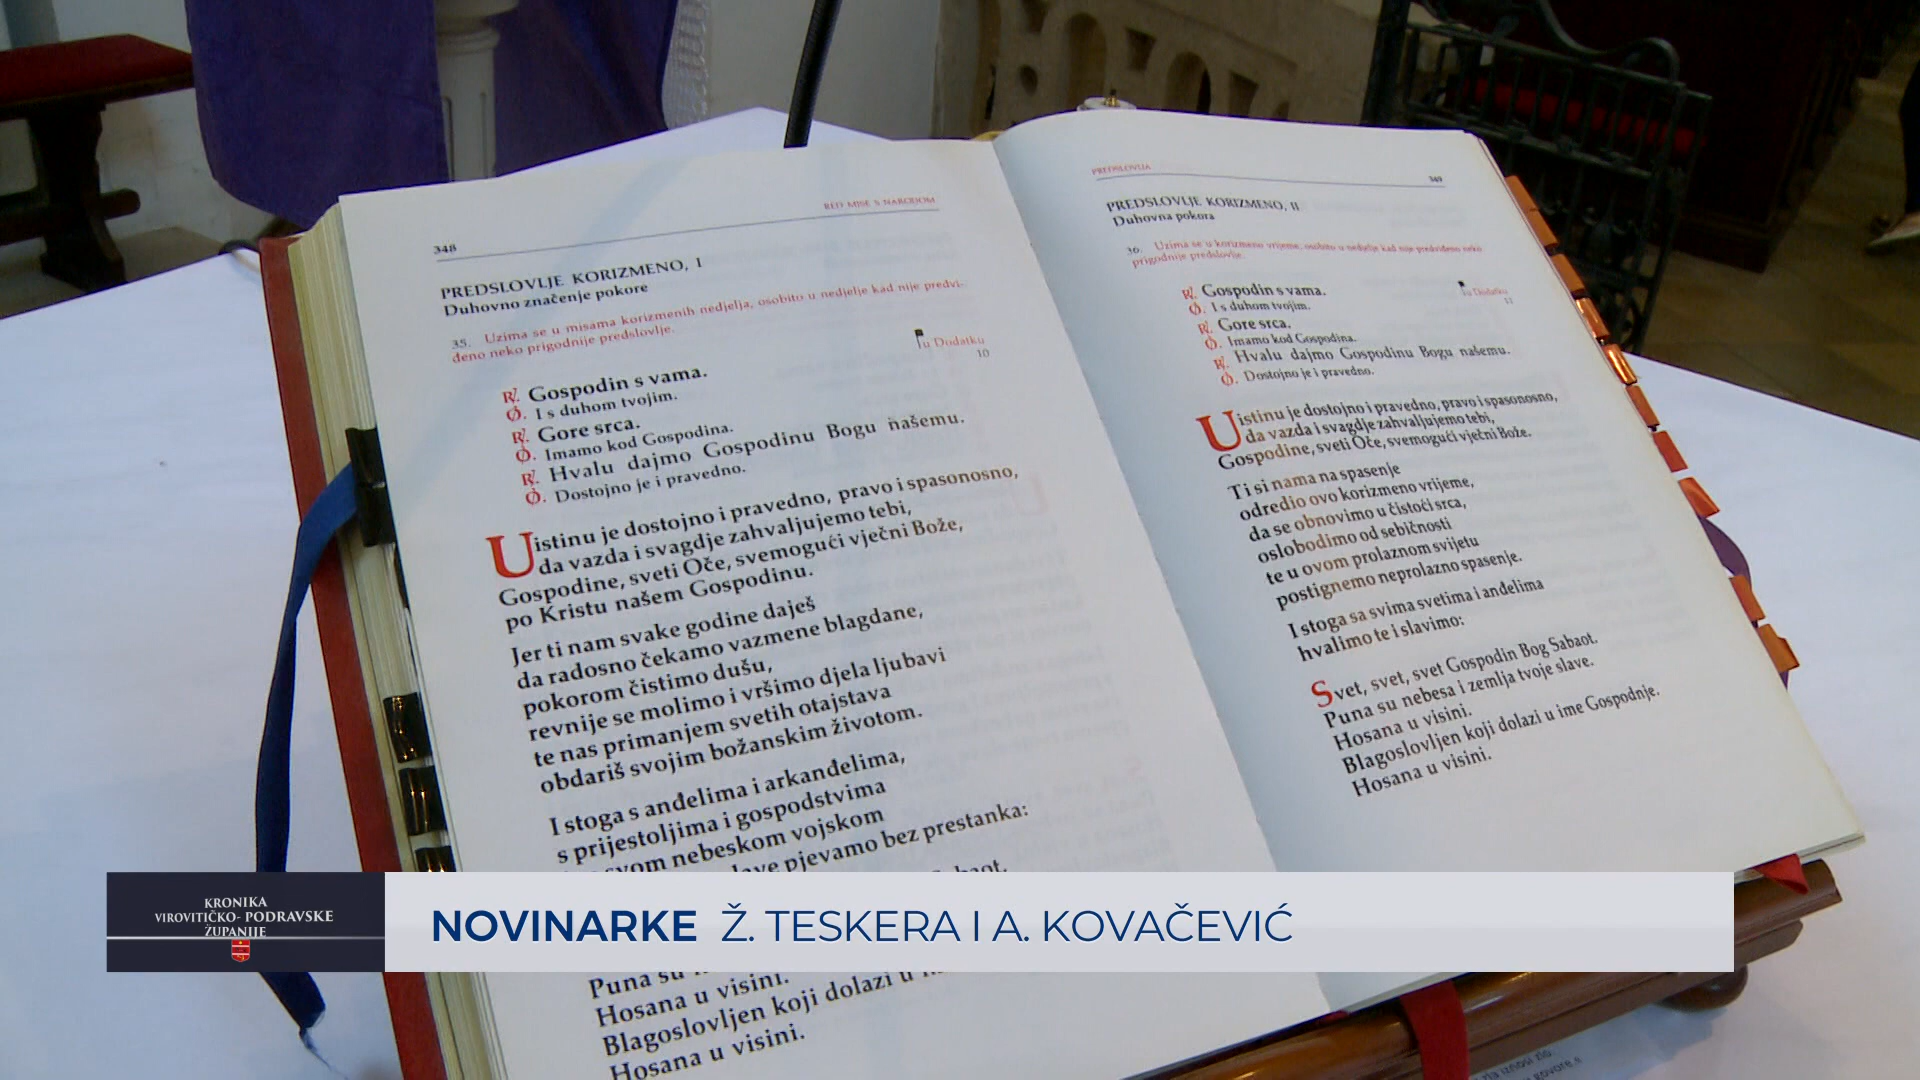 348
RED MISE S NARODOM
PREDSLOVLJE KORIZMENO, I
Duhovno značenje pokore
35. Uzima se u misama korizmenih nedjelja, osobito u nedjelje kad nije predvi-
đeno neko prigodnije predslovlje.
u Dodatku
10
R. Gospodin s vama.
O. I s duhom tvojim.
R. Gore srca.
O. Imamo kod Gospodina.
R. Hvalu dajmo Gospodinu Bogu našemu.
O. Dostojno je i pravedno.
Uistinu je dostojno i pravedno, pravo i spasonosno,
da vazda i svagdje zahvaljujemo tebi,
Gospodine, sveti Oče, svemogući vječni Bože,
po Kristu našem Gospodinu.
Jer ti nam svake godine daješ
da radosno čekamo vazmene blagdane,
pokorom čistimo dušu,
revnije se molimo i vršimo djela ljubavi
te nas primanjem svetih otajstava
obdariš svojim božanskim životom.
I stoga s anđelima i arkanđelima,
s prijestoljima i gospodstvima
svom nebeskom vojskom
pjevamo bez prestanka:
Puna su
Hosana u visini.
Blagoslovljen koji dolazi u
Hosana u visini.
PREDSLOVLJA
349
PREDSLOVLJE KORIZMENO, II
Duhovna pokora
36. Uzima se u korizmeno vrijeme, osobito u nedjelje kad nije predviđeno neko
prigodnije predslovlje.
u Dodatku
11
R. Gospodin s vama.
O. I s duhom tvojim.
R. Gore srca.
O. Imamo kod Gospodina.
R. Hvalu dajmo Gospodinu Bogu našemu.
O. Dostojno je i pravedno.
Uistinu je dostojno i pravedno, pravo i spasonosno,
da vazda i svagdje zahvaljujemo tebi,
Gospodine, sveti Oče, svemogući vječni Bože.
Ti si nama na spasenje
odredio ovo korizmeno vrijeme,
da se obnovimo u čistoći srca,
oslobodimo od sebičnosti
te u ovom prolaznom svijetu
postignemo neprolazno spasenje.
I stoga sa svima svetima i anđelima
hvalimo te i slavimo:
Svet, svet, svet Gospodin Bog Sabaot.
Puna su nebesa i zemlja tvoje slave.
Hosana u visini.
Blagoslovljen koji dolazi u ime Gospodnje.
Hosana u visini.
KRONIKA
VIROVITIČKO- PODRAVSKE
ŽUPANIJE
NOVINARKE Ž. TESKERA I A. KOVAČEVIĆ